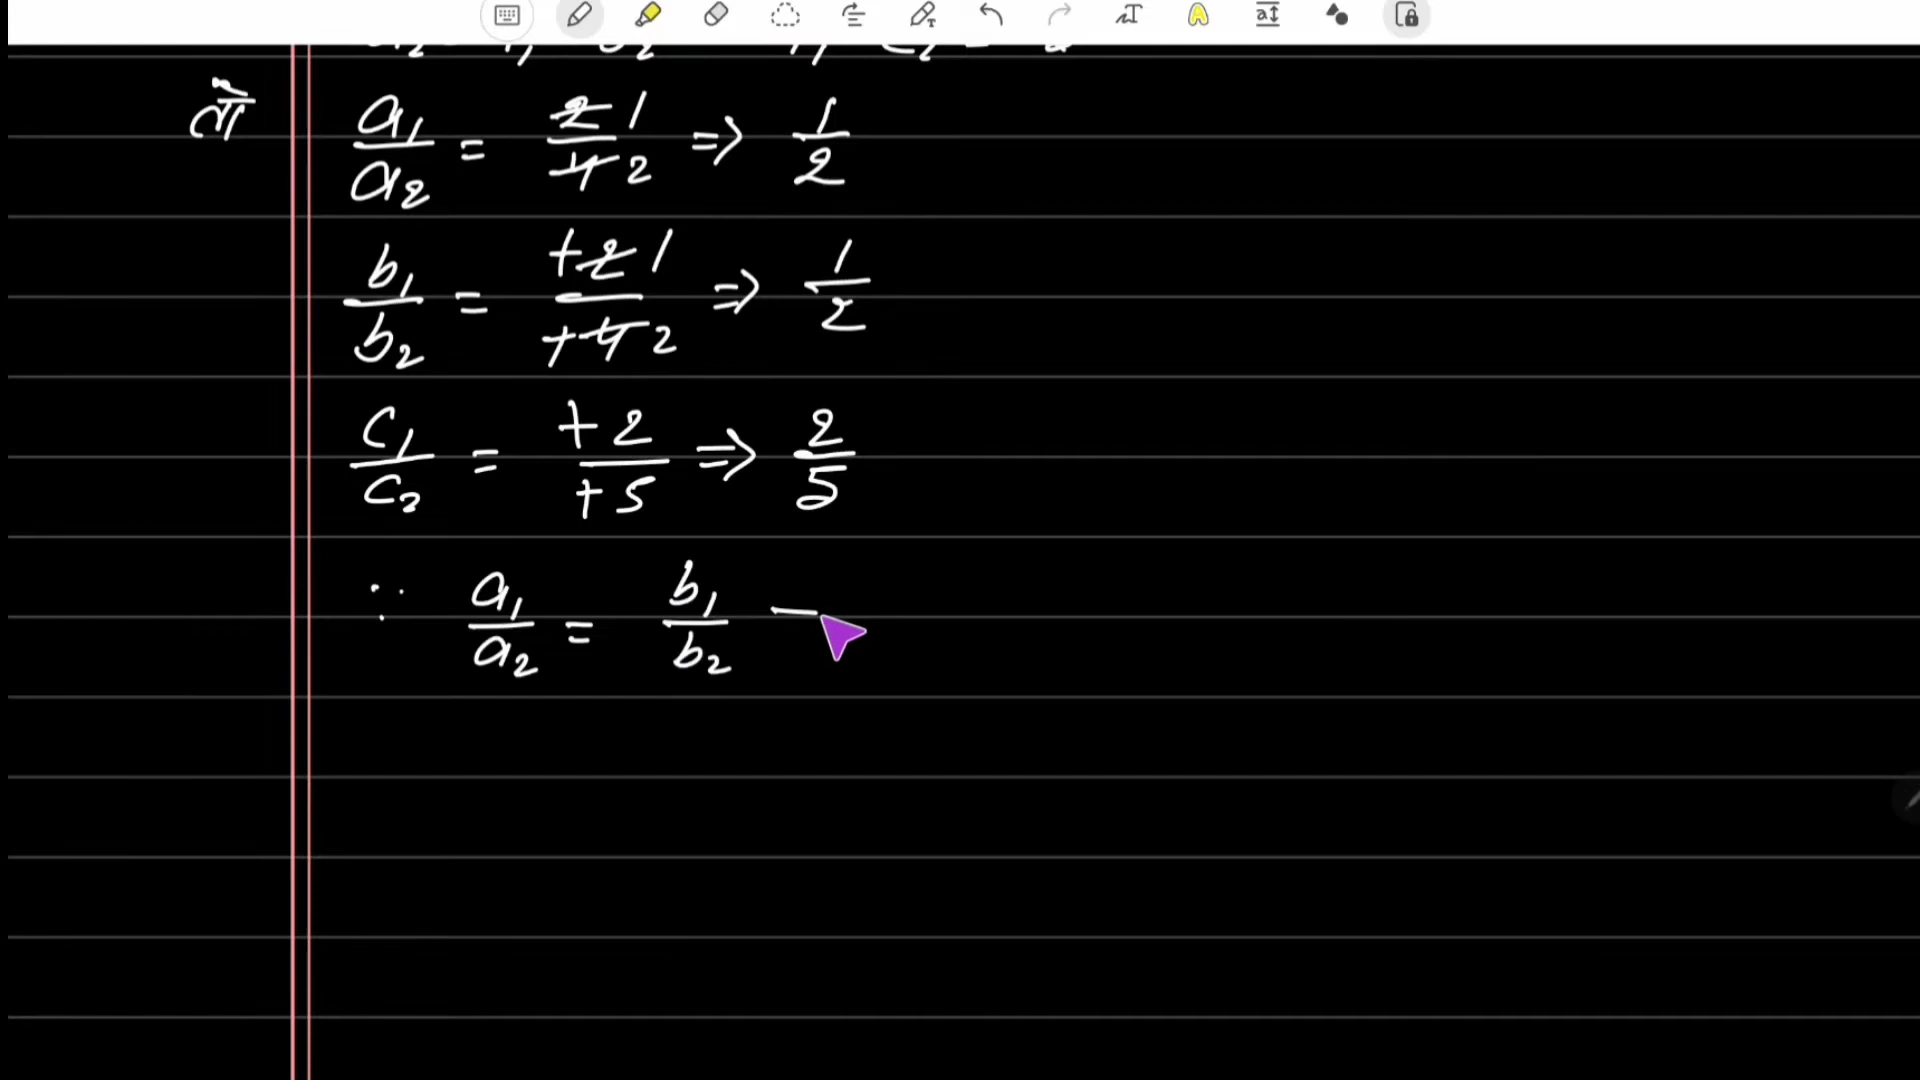 तो a₁/a₂ = 2 1/4 2 => 1/2
b₁/b₂ = +2 1/+4 2 => 1/2
c₁/c₂ = +2/+5 => 2/5
∵ a₁/a₂ = b₁/b₂ –